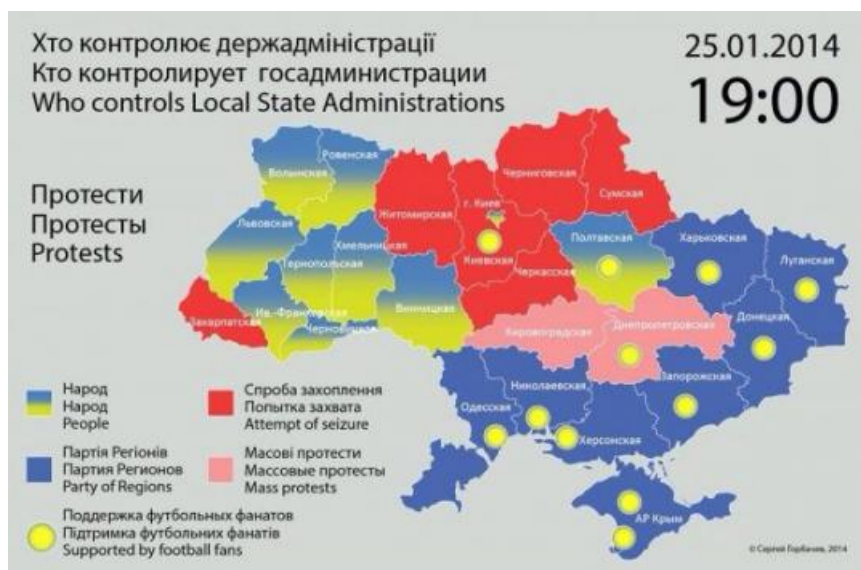 Хто контролює держадміністрації
Кто контролирует госадминистрации
Who controls Local State Administrations
25.01.2014
19:00
Протести
Протесты
Protests
Волынская
Ровенская
Житомирская
г. Киев
Черниговская
Сумская
Львовская
Тернопольская
Хмельницкая
Киевская
Полтавская
Харьковская
Луганская
Закарпатская
Ив.-Франковская
Черновицкая
Винницкая
Черкасская
Кировоградская
Днепропетровская
Донецкая
Одесская
Николаевская
Запорожская
Херсонская
АР Крым
Народ
Народ
People
Спроба захоплення
Попытка захвата
Attempt of seizure
Партія Регіонів
Партия Регионов
Party of Regions
Масові протести
Массовые протесты
Mass protests
Поддержка футбольных фанатов
Підтримка футбольних фанатів
Supported by football fans
© Сергей Горбачев, 2014